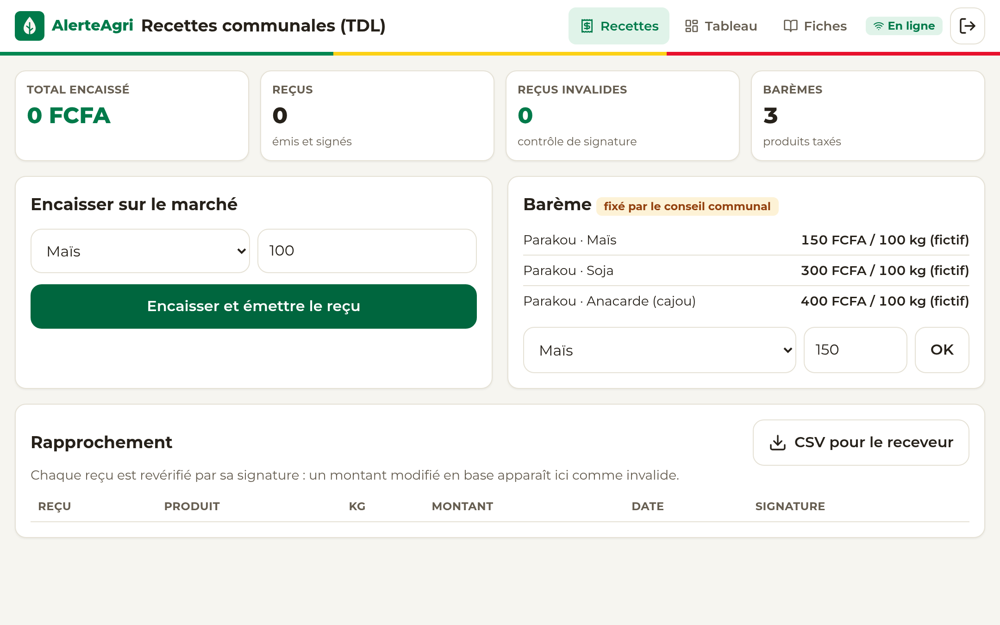 AlerteAgri Recettes communales (TDL)
Recettes
Tableau
Fiches
En ligne
TOTAL ENCAISSÉ
0 FCFA
REÇUS
0
émis et signés
REÇUS INVALIDES
0
contrôle de signature
BARÈMES
3
produits taxés
Encaisser sur le marché
Maïs
100
Encaisser et émettre le reçu
Barème fixé par le conseil communal
Parakou · Maïs 150 FCFA / 100 kg (fictif)
Parakou · Soja 300 FCFA / 100 kg (fictif)
Parakou · Anacarde (cajou) 400 FCFA / 100 kg (fictif)
Maïs
150
OK
Rapprochement
CSV pour le receveur
Chaque reçu est revérifié par sa signature : un montant modifié en base apparaît ici comme invalide.
REÇU PRODUIT KG MONTANT DATE SIGNATURE